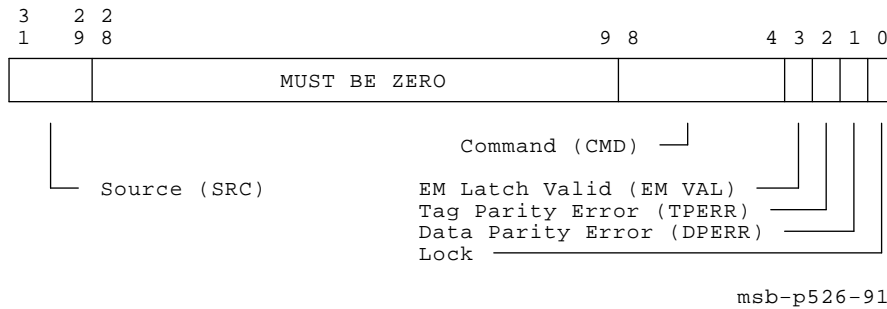 3 2 2
1 9 8 9 8 4 3 2 1 0
MUST BE ZERO
Command (CMD)
Source (SRC) EM Latch Valid (EM VAL)
Tag Parity Error (TPERR)
Data Parity Error (DPERR)
Lock
msb-p526-91